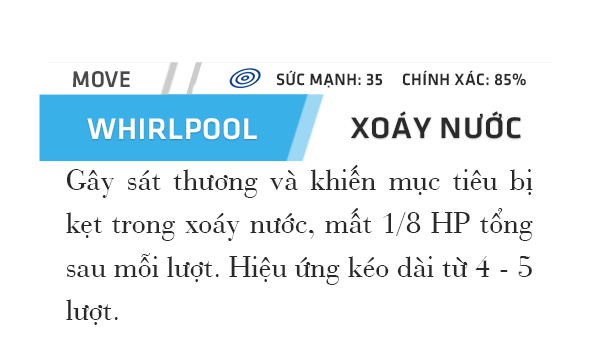 MOVE SỨC MẠNH: 35 CHÍNH XÁC: 85%
WHIRLPOOL XOÁY NƯỚC
Gây sát thương và khiến mục tiêu bị
kẹt trong xoáy nước, mất 1/8 HP tổng
sau mỗi lượt. Hiệu ứng kéo dài từ 4 - 5
lượt.